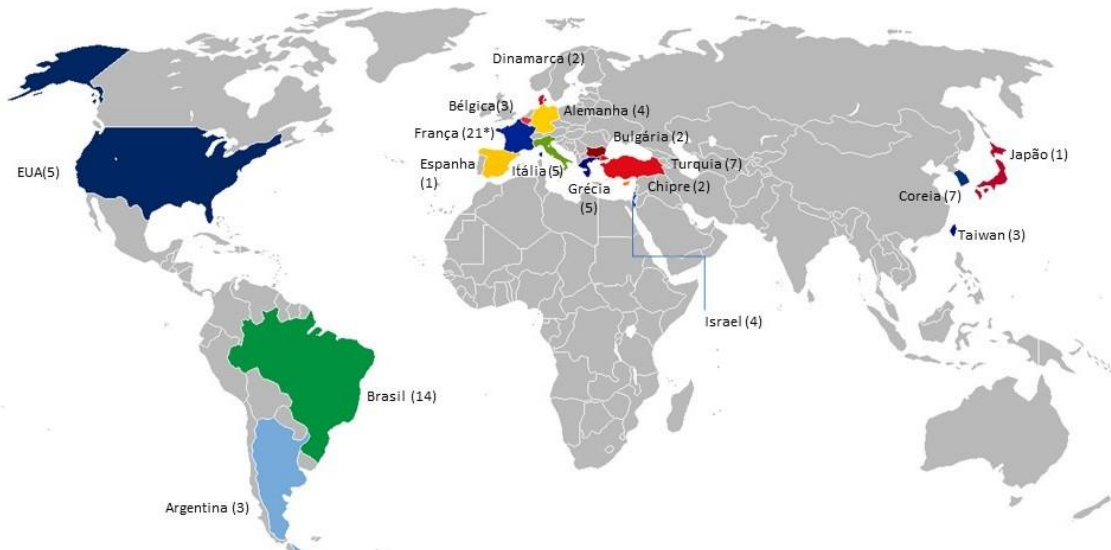 Dinamarca (2)
Bélgica(3)
Alemanha (4)
França (21*)
Bulgária (2)
Espanha
(1)
Itália(5)
Turquia (7)
Grécia
(5)
Chipre (2)
EUA(5)
Japão (1)
Coreia (7)
Taiwan (3)
Israel (4)
Brasil (14)
Argentina (3)